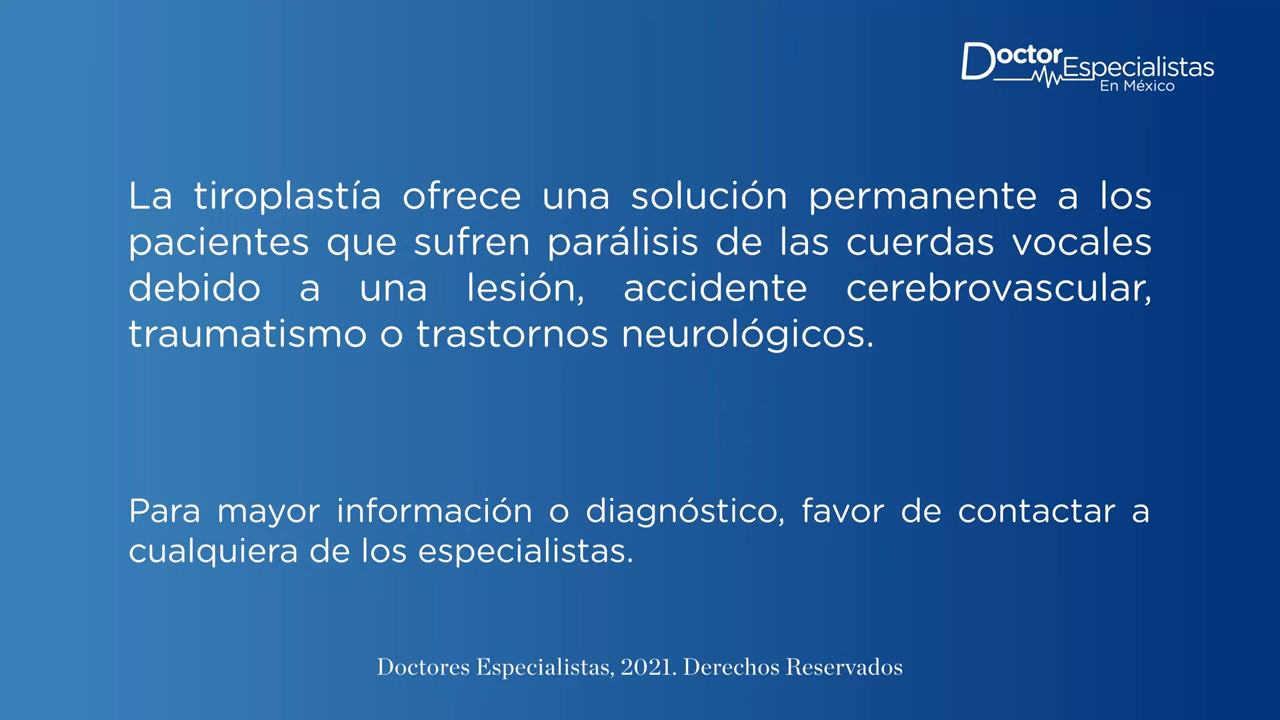 Doctor
Especialistas
En México
La tiroplastía ofrece una solución permanente a los
pacientes que sufren parálisis de las cuerdas vocales
debido a una lesión, accidente cerebrovascular,
traumatismo o trastornos neurológicos.
Para mayor información o diagnóstico, favor de contactar a
cualquiera de los especialistas.
Doctores Especialistas, 2021. Derechos Reservados